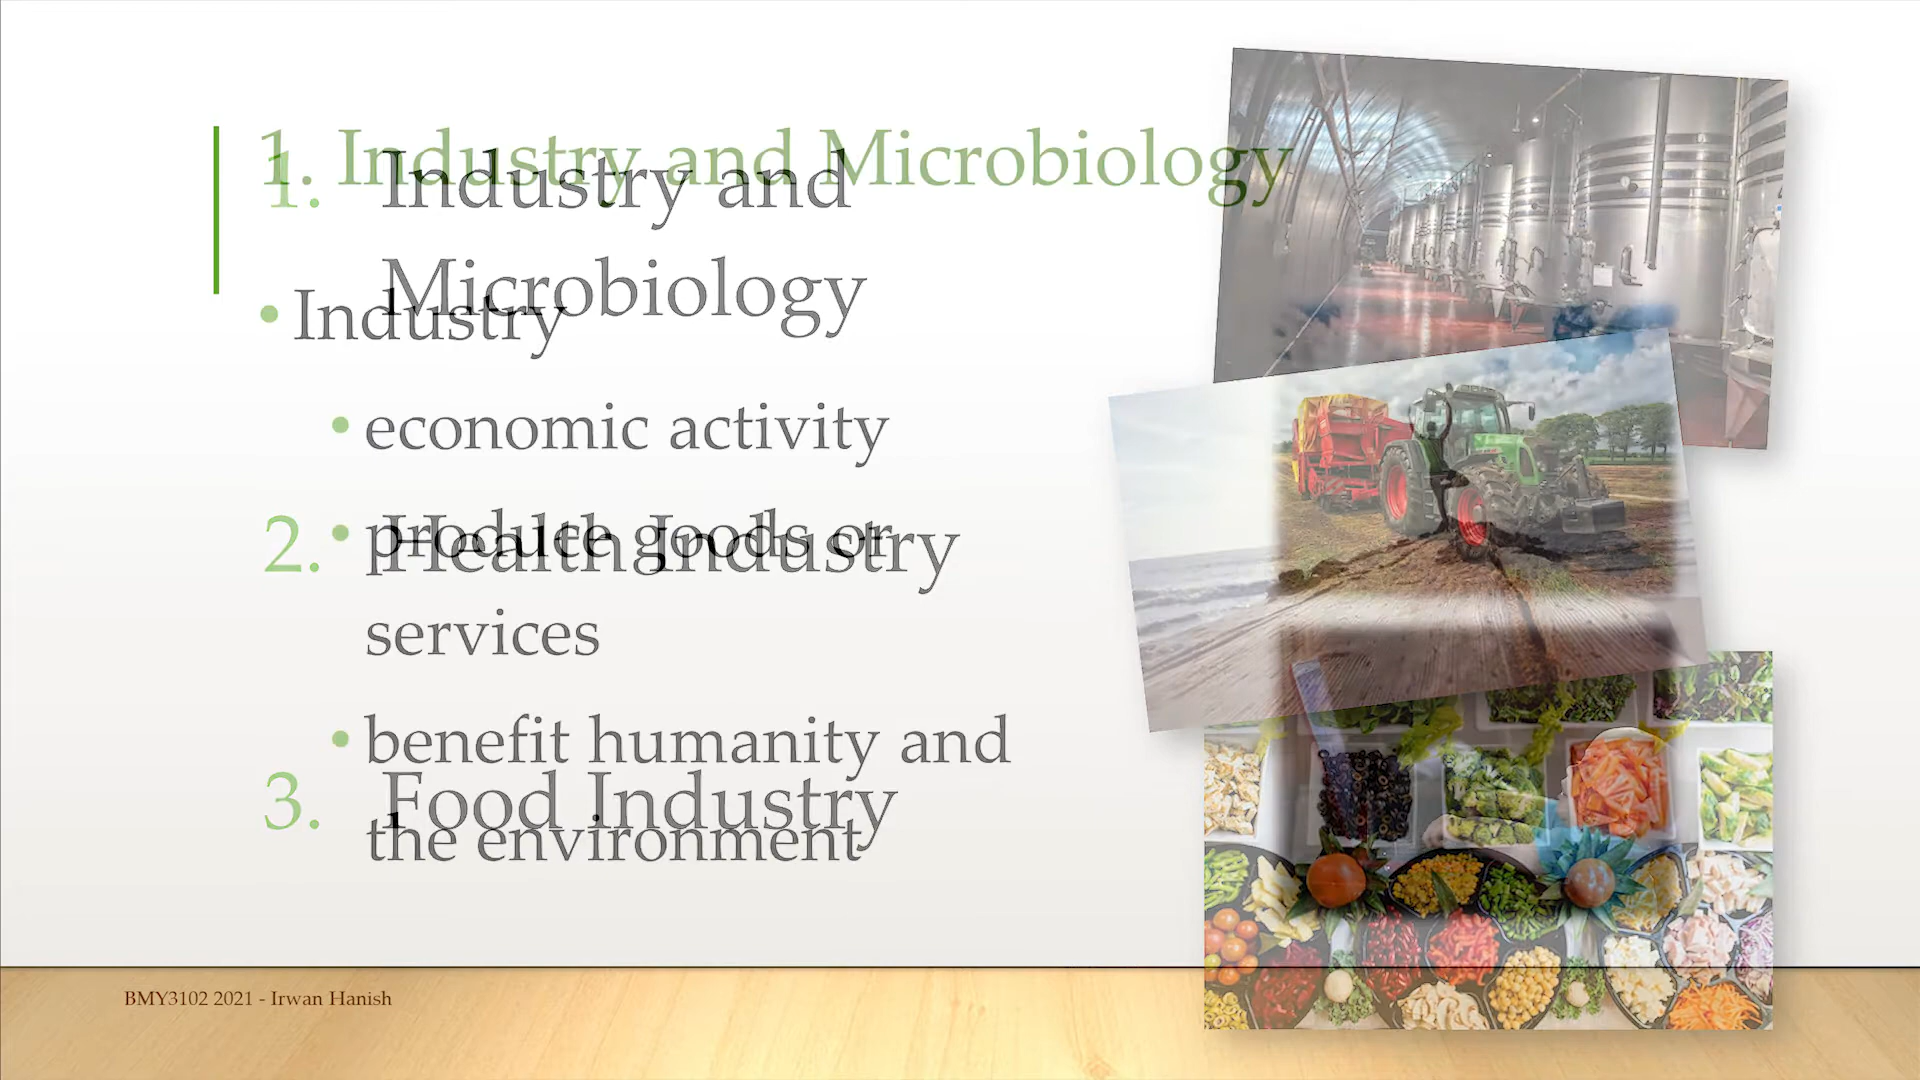 1. Industry and Microbiology
1. Industry and
Microbiology
• Industry
• economic activity
• produce goods or
2. Health Industry
services
• benefit humanity and
3. Food Industry
the environment
BMY3102 2021 - Irwan Hanish